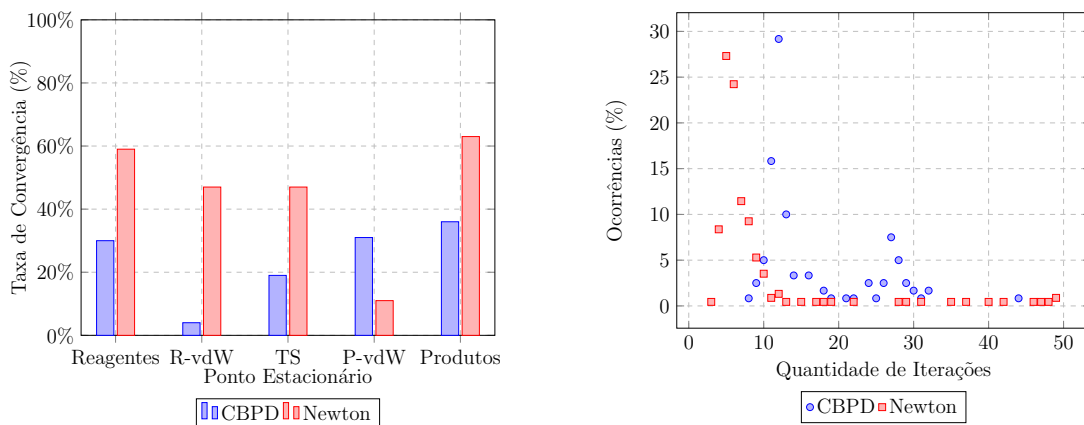 100%
80%
60%
40%
20%
0%
Taxa de Convergência (%)
Reagentes R-vdW TS P-vdW Produtos
Ponto Estacionário
CBPD Newton
30
25
20
15
10
5
0
Ocorrências (%)
0 10 20 30 40 50
Quantidade de Iterações
CBPD Newton